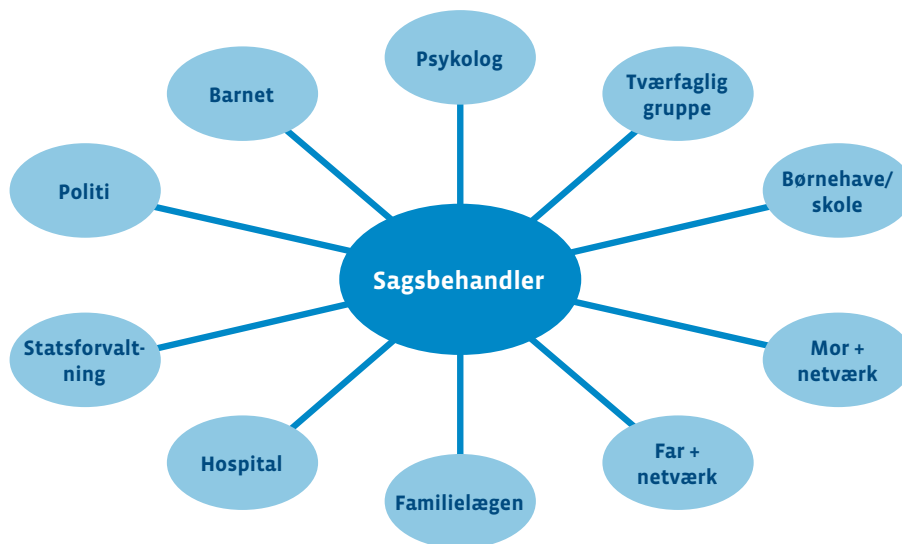 Psykolog
Tværfaglig
gruppe
Barnet
Børnehave/
skole
Politi
Sagsbehandler
Statsforvalt-
ning
Mor +
netværk
Hospital
Far +
netværk
Familielægen